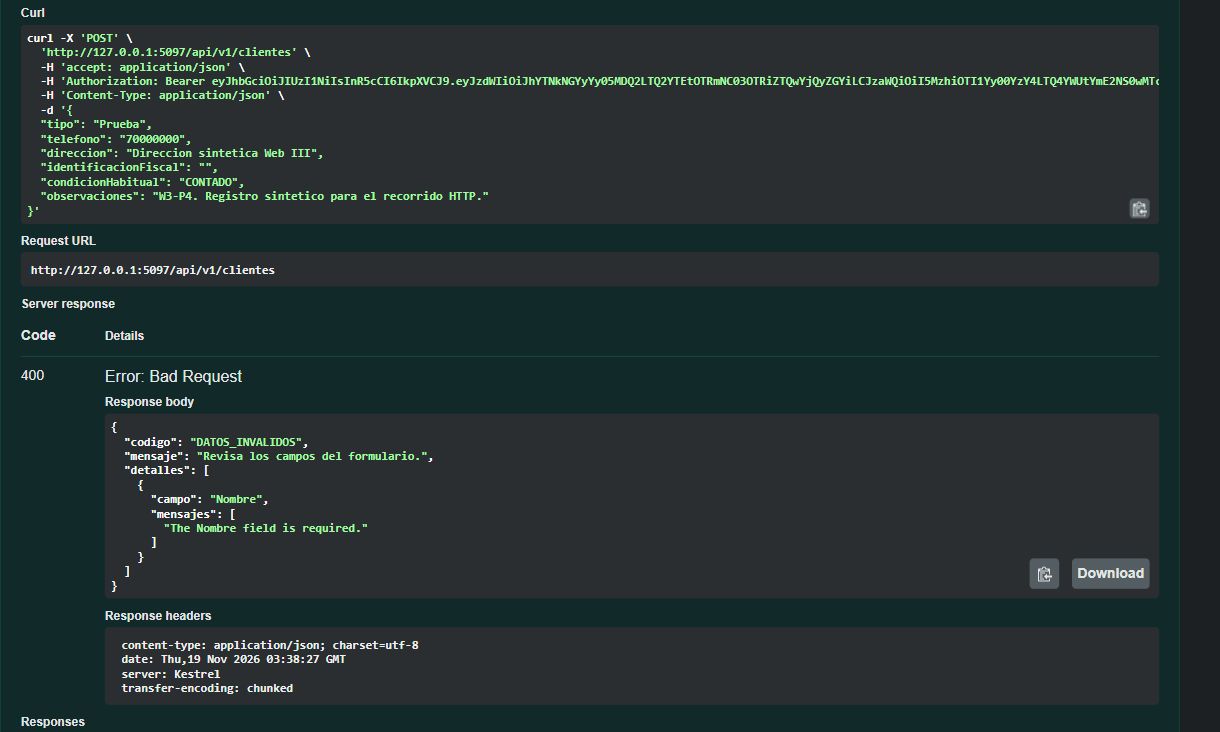 Curl
curl -X 'POST' \
'http://127.0.0.1:5097/api/v1/clientes' \
-H 'accept: application/json' \
-H 'Authorization: Bearer
-H 'Content-Type: application/json' \
-d '{
"tipo": "Prueba",
"telefono": "70000000",
"direccion": "Direccion sintetica Web III",
"identificacionFiscal": "",
"condicionHabitual": "CONTADO",
"observaciones": "W3-P4. Registro sintetico para el recorrido HTTP."
}'
Request URL
http://127.0.0.1:5097/api/v1/clientes
Server response
Code Details
400 Error: Bad Request
Response body
{
"codigo": "DATOS_INVALIDOS",
"mensaje": "Revisa los campos del formulario.",
"detalles": [
{
"campo": "Nombre",
"mensajes": [
"The Nombre field is required."
]
}
]
}
Download
Response headers
content-type: application/json; charset=utf-8
date: Thu,19 Nov 2026 03:38:27 GMT
server: Kestrel
transfer-encoding: chunked
Responses